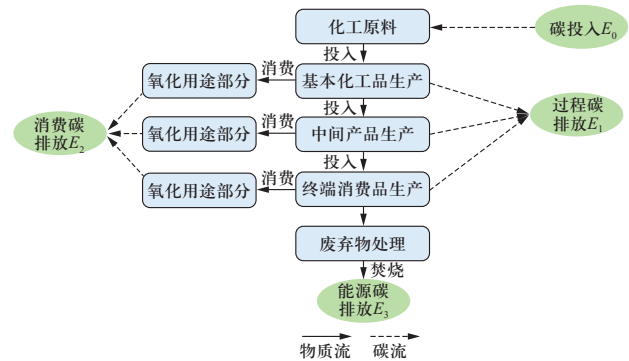 化工原料
碳投入E₀
投入
氧化用途部分
消费
基本化工品生产
投入
消费碳
排放E₂
氧化用途部分
消费
中间产品生产
过程碳
排放E₁
投入
氧化用途部分
消费
终端消费品生产
废弃物处理
焚烧
能源碳
排放E₃
物质流
碳流